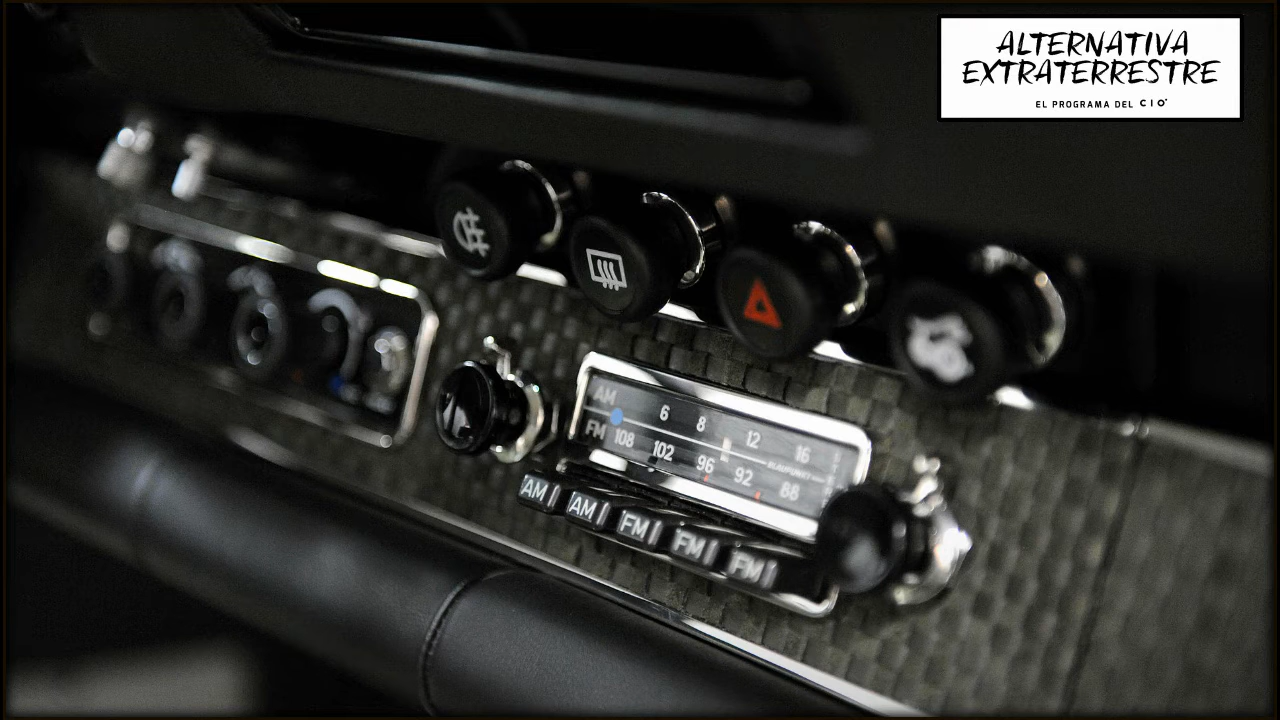 ALTERNATIVA
EXTRATERRESTRE
EL PROGRAMA DEL CIO
AM 6 8 12 16
FM 108 102 96 92 88
BLAUPUNKT
AM AM FM FM FM